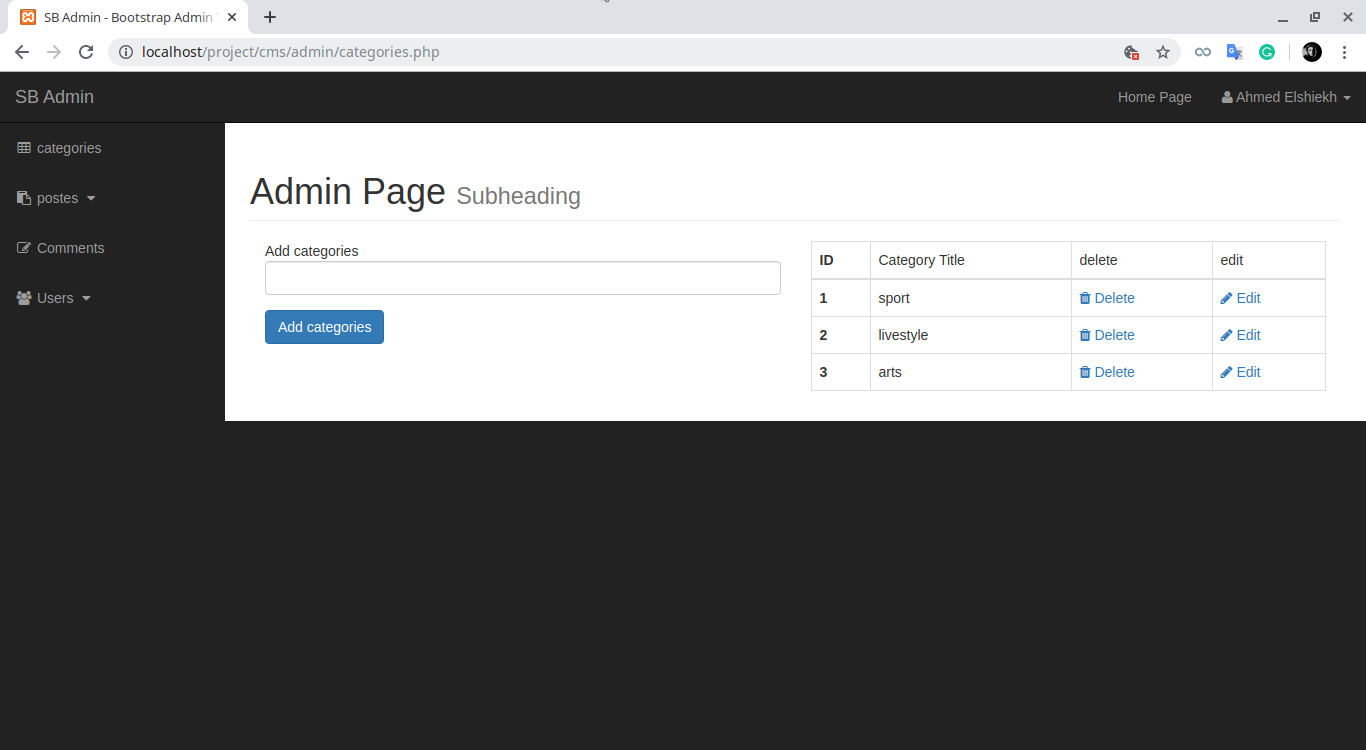 SB Admin - Bootstrap Admin
localhost/project/cms/admin/categories.php
SB Admin
Home Page
Ahmed Elshiekh
categories
postes
Comments
Users
Admin Page Subheading
Add categories
Add categories
ID Category Title delete edit
1 sport Delete Edit
2 livestyle Delete Edit
3 arts Delete Edit